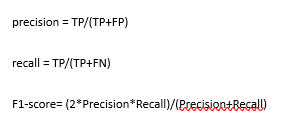 precision = TP/(TP+FP)
recall = TP/(TP+FN)
F1-score= (2*Precision*Recall)/(Precision+Recall)